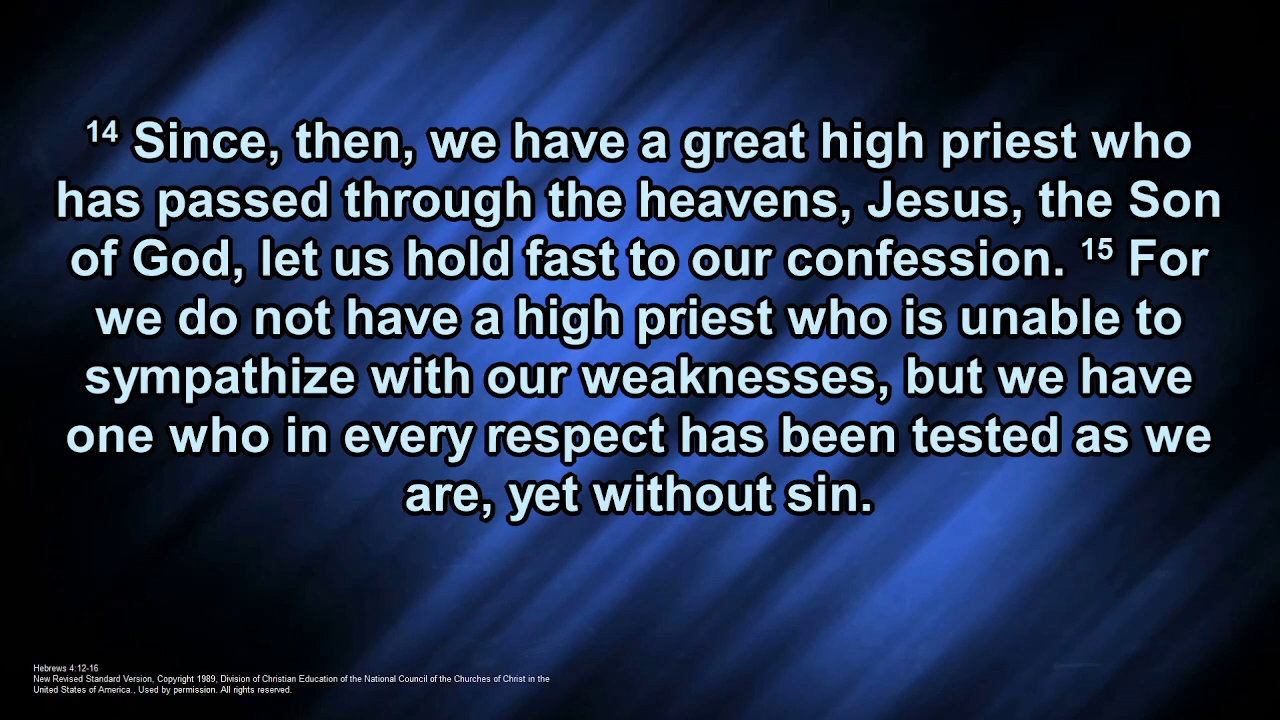 14 Since, then, we have a great high priest who
has passed through the heavens, Jesus, the Son
of God, let us hold fast to our confession. 15 For
we do not have a high priest who is unable to
sympathize with our weaknesses, but we have
one who in every respect has been tested as we
are, yet without sin.
Hebrews 4:12-16
New Revised Standard Version, Copyright 1989, Division of Christian Education of the National Council of the Churches of Christ in the
United States of America., Used by permission. All rights reserved.